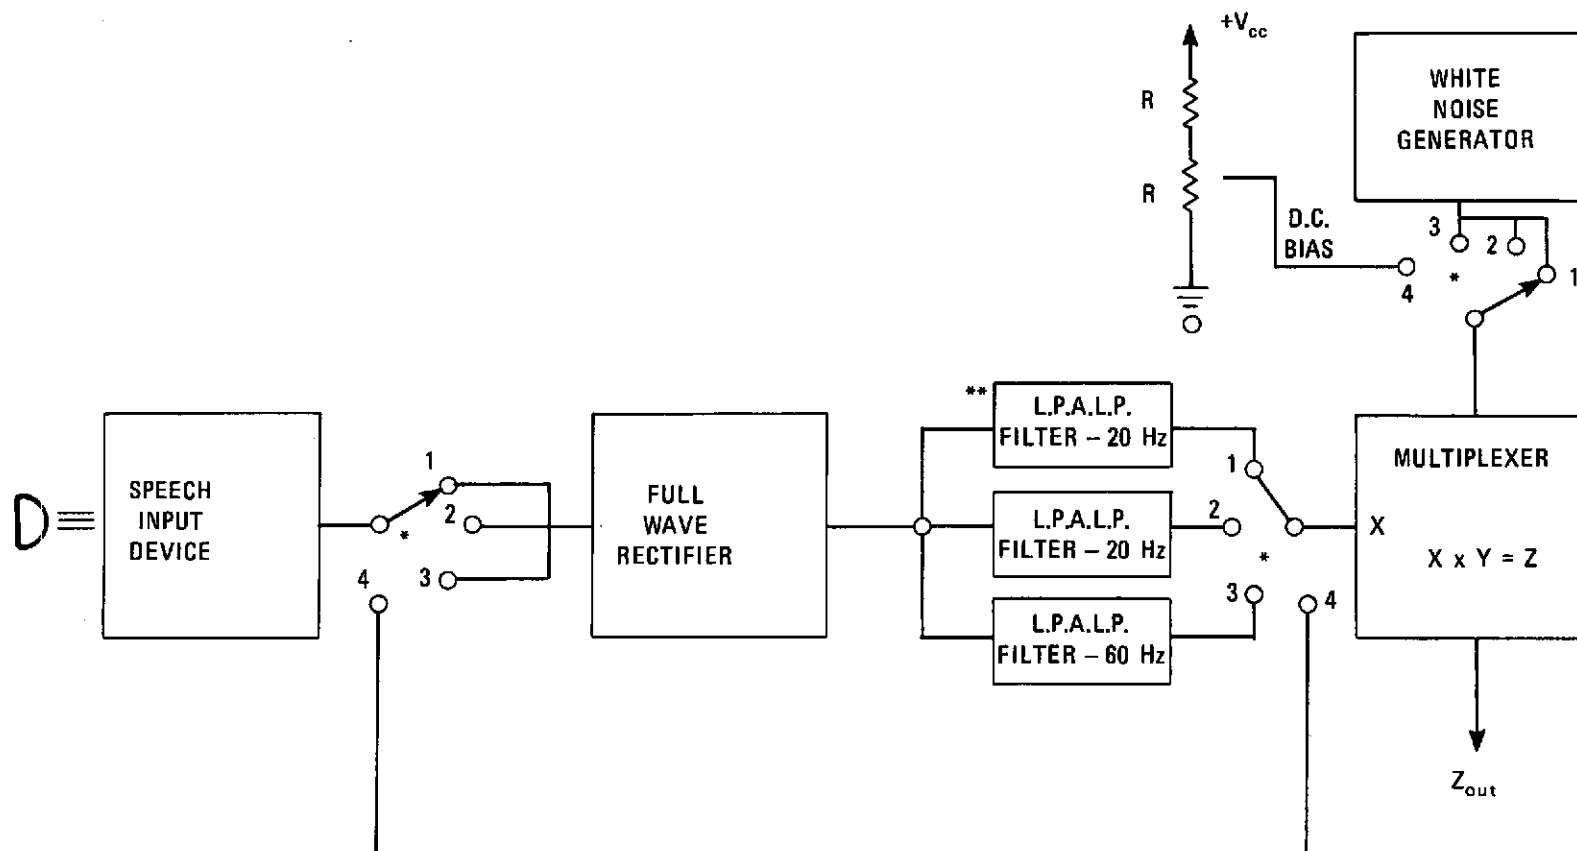 +Vcc
R
R
D.C.
BIAS
WHITE
NOISE
GENERATOR
3
2
1
4
*
SPEECH
INPUT
DEVICE
1
2
*
3
4
FULL
WAVE
RECTIFIER
**
L.P.A.L.P.
FILTER – 20 Hz
L.P.A.L.P.
FILTER – 20 Hz
L.P.A.L.P.
FILTER – 60 Hz
1
2
*
3
4
MULTIPLEXER
X
X x Y = Z
Zout